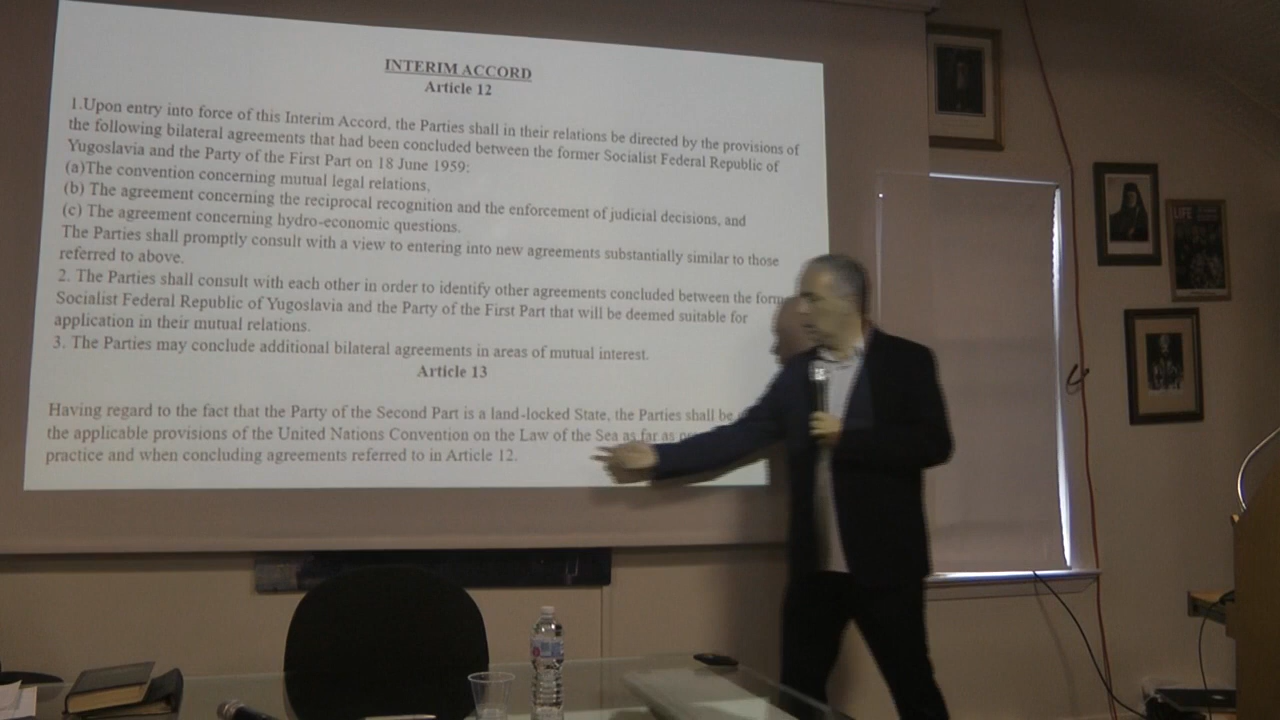 INTERIM ACCORD
Article 12
1.Upon entry into force of this Interim Accord, the Parties shall in their relations be directed by the provisions of
the following bilateral agreements that had been concluded between the former Socialist Federal Republic of
Yugoslavia and the Party of the First Part on 18 June 1959:
(a)The convention concerning mutual legal relations,
(b) The agreement concerning the reciprocal recognition and the enforcement of judicial decisions, and
(c) The agreement concerning hydro-economic questions.
The Parties shall promptly consult with a view to entering into new agreements substantially similar to those
referred to above.
2. The Parties shall consult with each other in order to identify other agreements concluded between the
Socialist Federal Republic of Yugoslavia and the Party of the First Part that will be deemed suitable for
application in their mutual relations.
3. The Parties may conclude additional bilateral agreements in areas of mutual interest.
Article 13
Having regard to the fact that the Party of the Second Part is a land-locked State, the Parties shall be
the applicable provisions of the United Nations Convention on the Law of the Sea as far as
practice and when concluding agreements referred to in Article 12.
LIFE